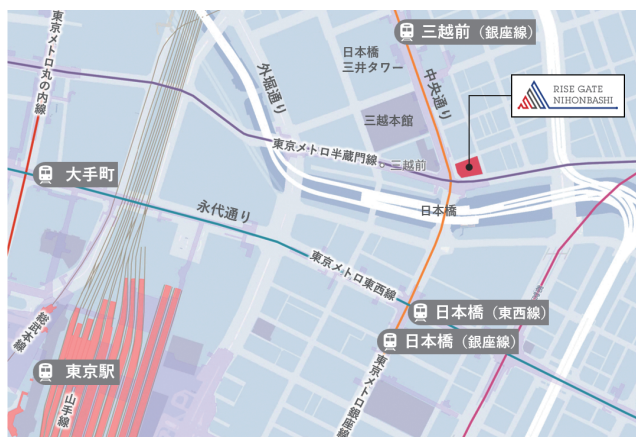 三越前（銀座線）
東京メトロ丸の内線
外堀通り
日本橋
三井タワー
中央通り
RISE GATE
NIHONBASHI
三越本館
東京メトロ半蔵門線
三越前
大手町
永代通り
日本橋
東京メトロ東西線
日本橋（東西線）
日本橋（銀座線）
総武本線
東京駅
山手線
東京メトロ銀座線